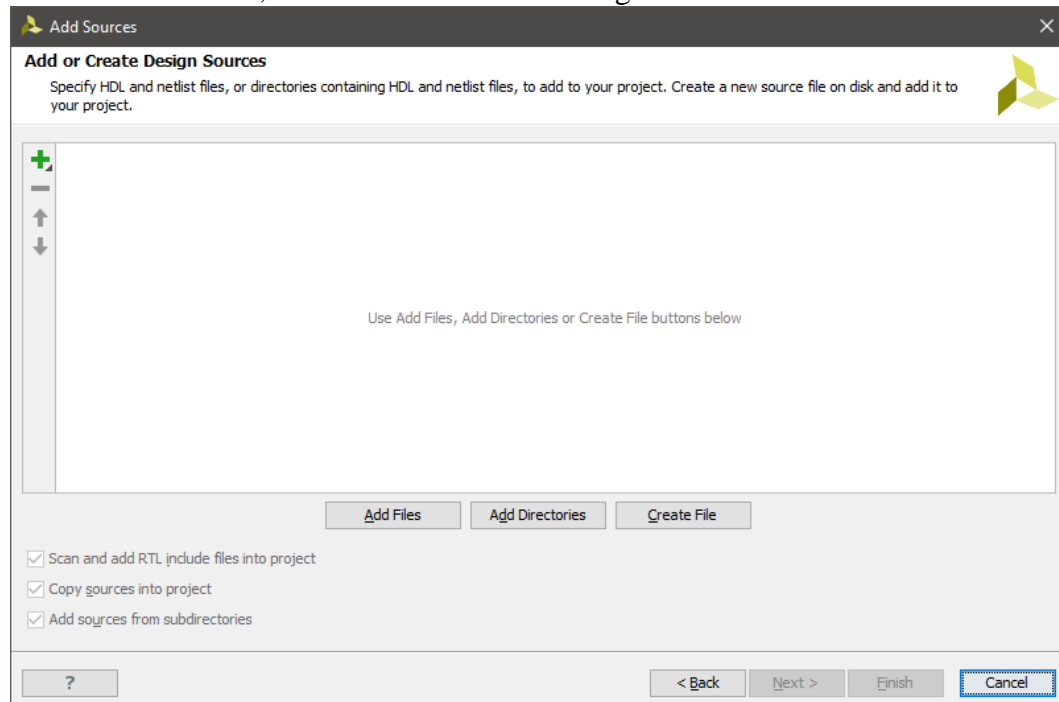 Add Sources
Add or Create Design Sources
Specify HDL and netlist files, or directories containing HDL and netlist files, to add to your project. Create a new source file on disk and add it to
your project.
Use Add Files, Add Directories or Create File buttons below
Add Files Add Directories Create File
Scan and add RTL include files into project
Copy sources into project
Add sources from subdirectories
? < Back Next > Finish Cancel